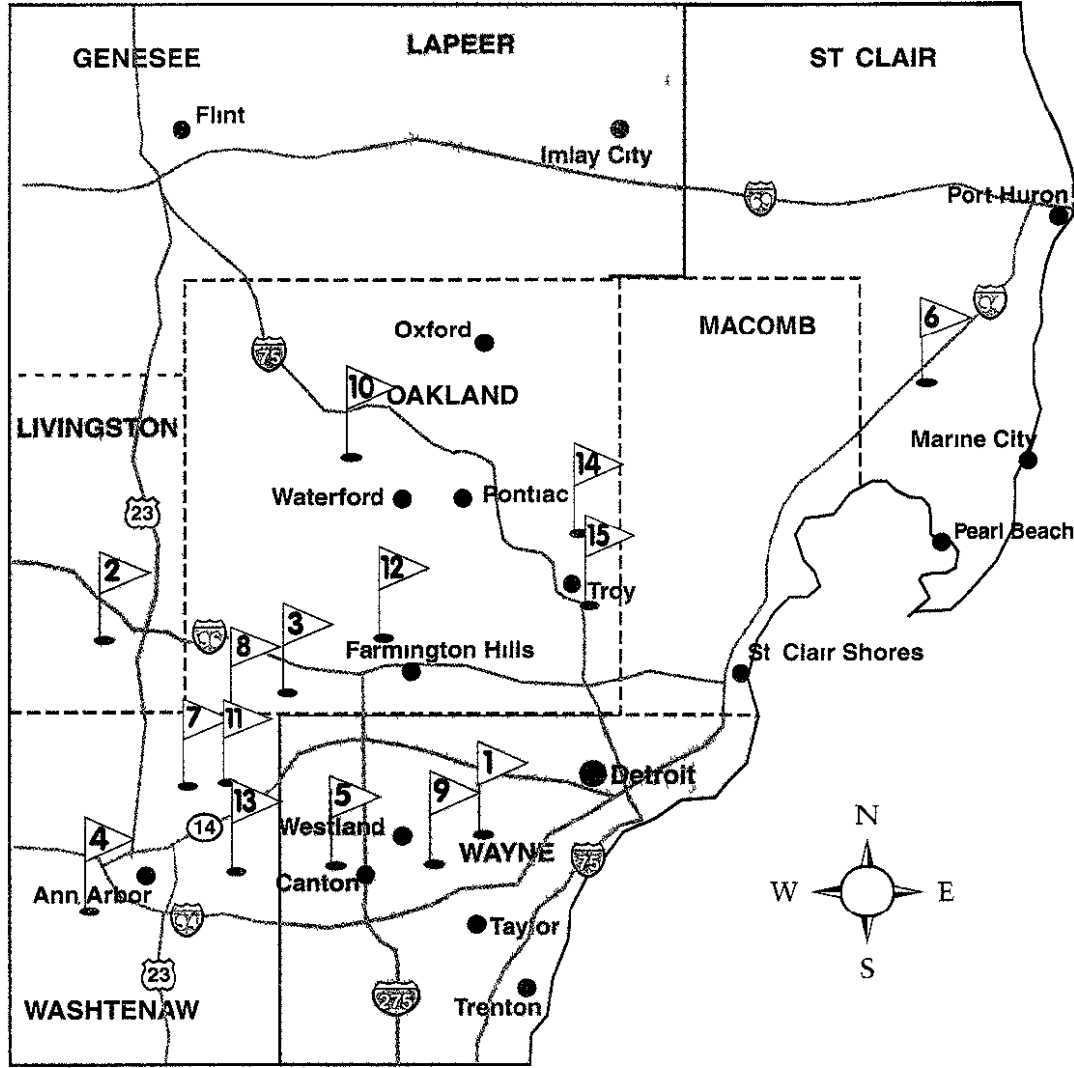 GENESEE
LAPEER
ST CLAIR
Flint
Imlay City
Port Huron
6
Oxford
MACOMB
75
10
OAKLAND
LIVINGSTON
Marine City
14
Waterford
Pontiac
23
15
Pearl Beach
2
12
Troy
3
8
Farmington Hills
St Clair Shores
7
11
1
Detroit
13
5
9
14
Westland
4
WAYNE
75
N
Ann Arbor
Canton
W
E
Taylor
S
23
275
Trenton
WASHTENAW